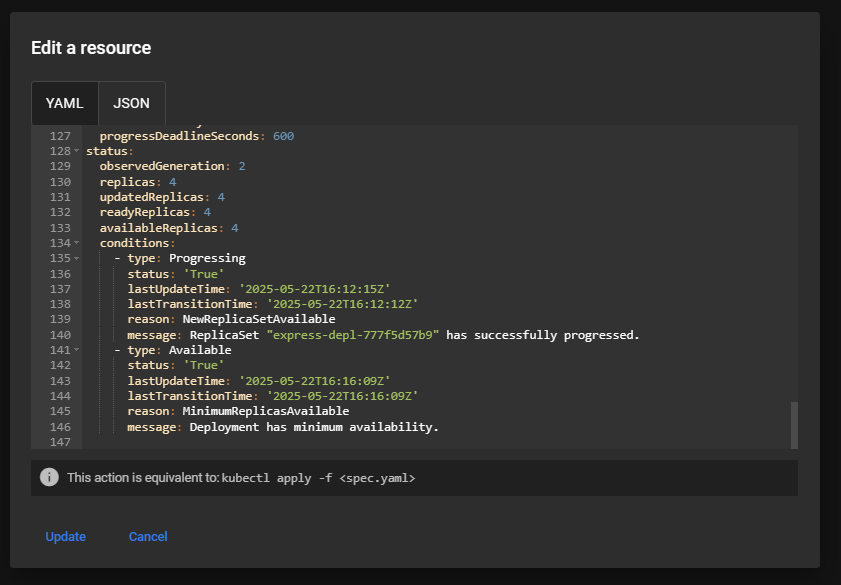 Edit a resource
YAML JSON
127 progressDeadlineSeconds: 600
128 status:
129 observedGeneration: 2
130 replicas: 4
131 updatedReplicas: 4
132 readyReplicas: 4
133 availableReplicas: 4
134 conditions:
135 - type: Progressing
136 status: 'True'
137 lastUpdateTime: '2025-05-22T16:12:15Z'
138 lastTransitionTime: '2025-05-22T16:12:12Z'
139 reason: NewReplicaSetAvailable
140 message: ReplicaSet "express-depl-777f5d57b9" has successfully progressed.
141 - type: Available
142 status: 'True'
143 lastUpdateTime: '2025-05-22T16:16:09Z'
144 lastTransitionTime: '2025-05-22T16:16:09Z'
145 reason: MinimumReplicasAvailable
146 message: Deployment has minimum availability.
147
This action is equivalent to: kubectl apply -f <spec.yaml>
Update Cancel